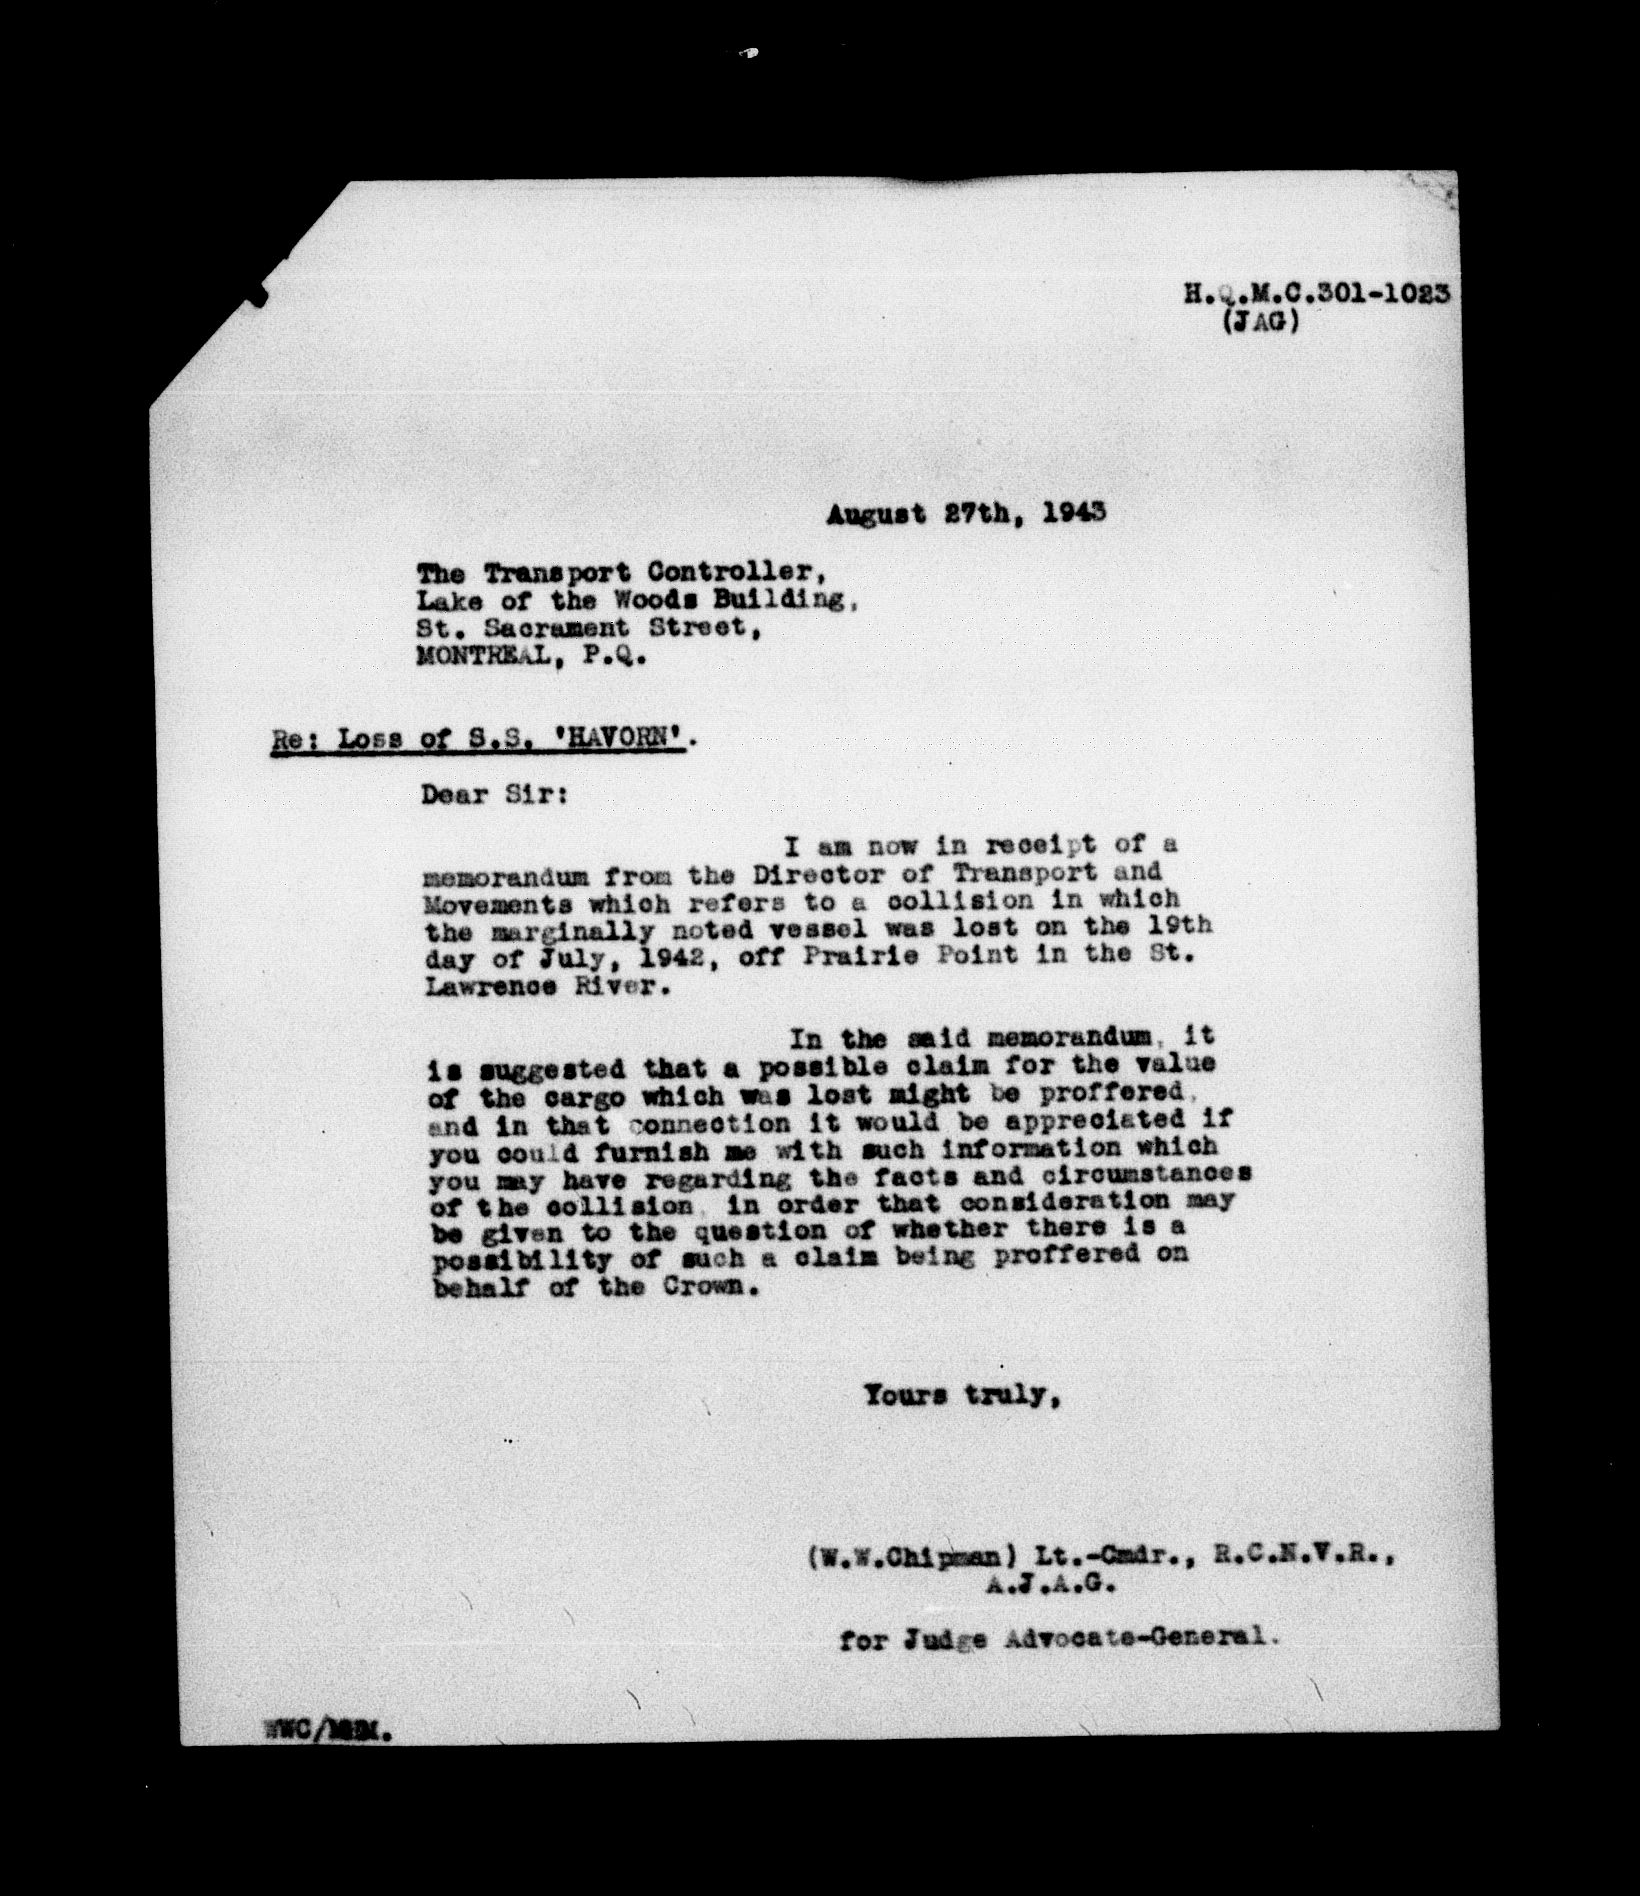 H.Q.M.C.301-1023
(JAG)
August 27th, 1943
The Transport Controller,
Lake of the Woods Building,
St. Sacrament Street,
MONTREAL, P.Q.
Re: Loss of S.S. 'HAVORN'.
Dear Sir:
I am now in receipt of a
memorandum from the Director of Transport and
Movements which refers to a collision in which
the marginally noted vessel was lost on the 19th
day of July, 1942, off Prairie Point in the St.
Lawrence River.
In the said memorandum, it
is suggested that a possible claim for the value
of the cargo which was lost might be proffered,
and in that connection it would be appreciated if
you could furnish me with such information which
you may have regarding the facts and circumstances
of the collision, in order that consideration may
be given to the question of whether there is a
possibility of such a claim being proffered on
behalf of the Crown.
Yours truly,
(W.W.Chipman) Lt.-Cmdr., R.C.N.V.R.,
A.J.A.G.
for Judge Advocate-General.